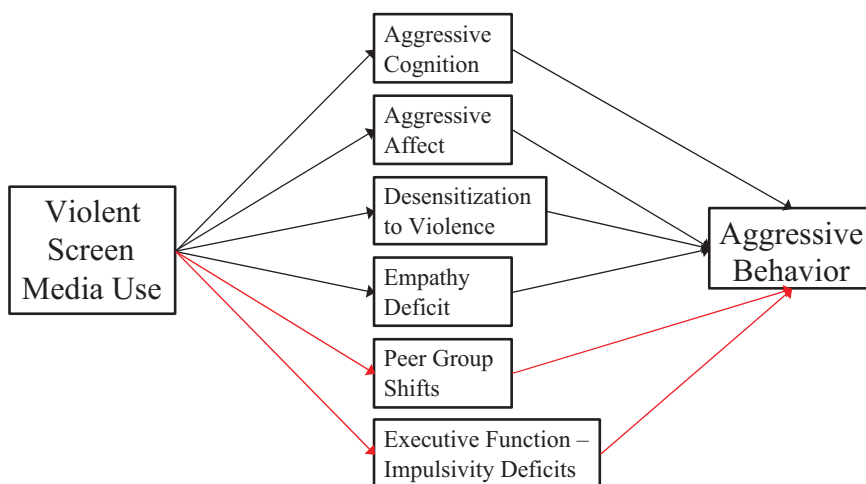 Aggressive
Cognition
Aggressive
Affect
Violent
Screen
Media Use
Desensitization
to Violence
Aggressive
Behavior
Empathy
Deficit
Peer Group
Shifts
Executive Function –
Impulsivity Deficits